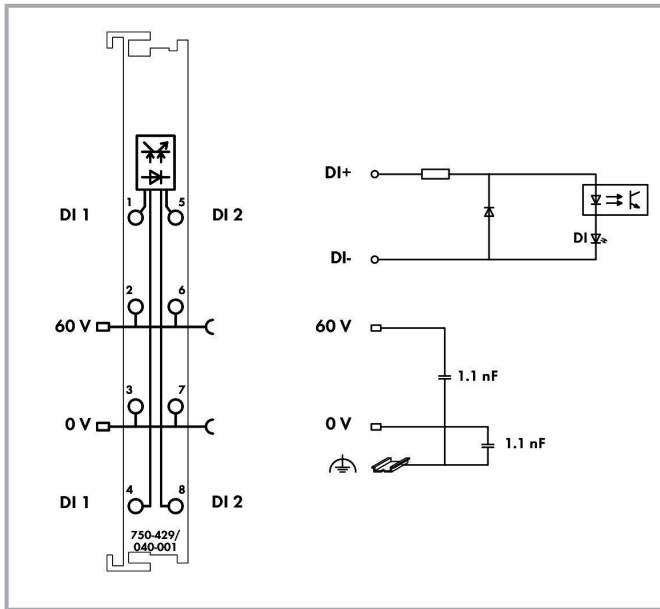 1
5
DI 1
DI 2
2
6
60 V
3
7
0 V
4
8
DI 1
DI 2
750-429/
040-001
DI+
DI
DI-
60 V
1.1 nF
0 V
1.1 nF